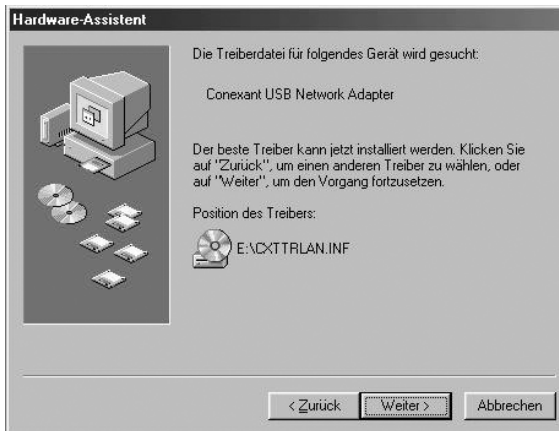 Hardware-Assistent
Die Treiberdatei für folgendes Gerät wird gesucht:
Conexant USB Network Adapter
Der beste Treiber kann jetzt installiert werden. Klicken Sie
auf "Zurück", um einen anderen Treiber zu wählen, oder
auf "Weiter", um den Vorgang fortzusetzen.
Position des Treibers:
E:\CXTTRLAN.INF
< Zurück
Weiter >
Abbrechen